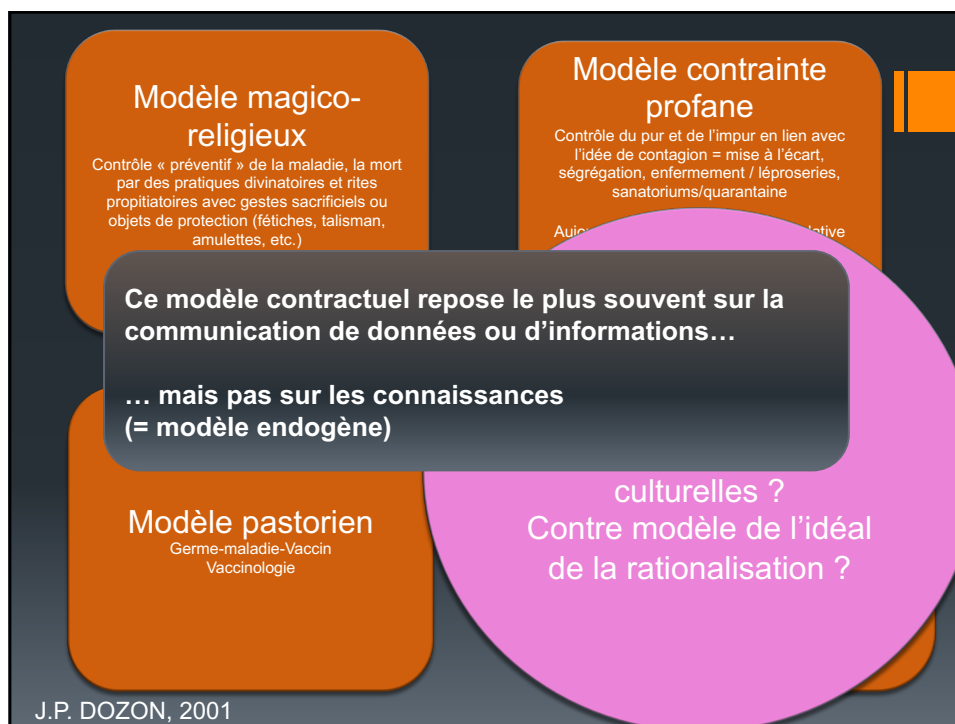 Modèle magico-
religieux
Contrôle « préventif » de la maladie, la mort
par des pratiques divinatoires et rites
propitiatoires avec gestes sacrificiels ou
objets de protection (fétiches, talisman,
amulettes, etc.)
Modèle contrainte
profane
Contrôle du pur et de l’impur en lien avec
l’idée de contagion = mise à l’écart,
ségrégation, enfermement / léproseries,
sanatoriums/quarantaine
Ce modèle contractuel repose le plus souvent sur la
communication de données ou d’informations…
… mais pas sur les connaissances
(= modèle endogène)
culturelles ?
Contre modèle de l’idéal
de la rationalisation ?
Modèle pastorien
Germe-maladie-Vaccin
Vaccinologie
J.P. DOZON, 2001